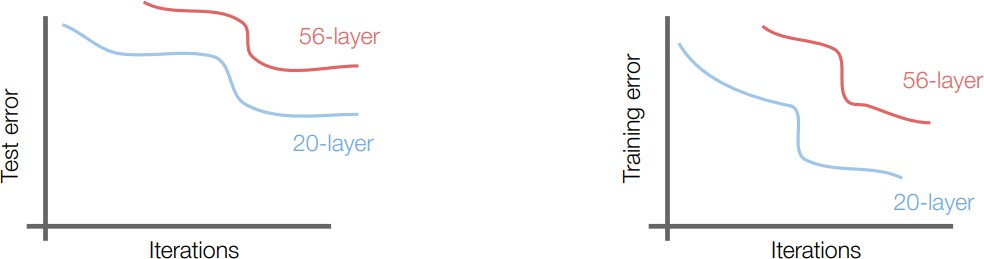 Test error
56-layer
20-layer
Iterations
Training error
56-layer
20-layer
Iterations